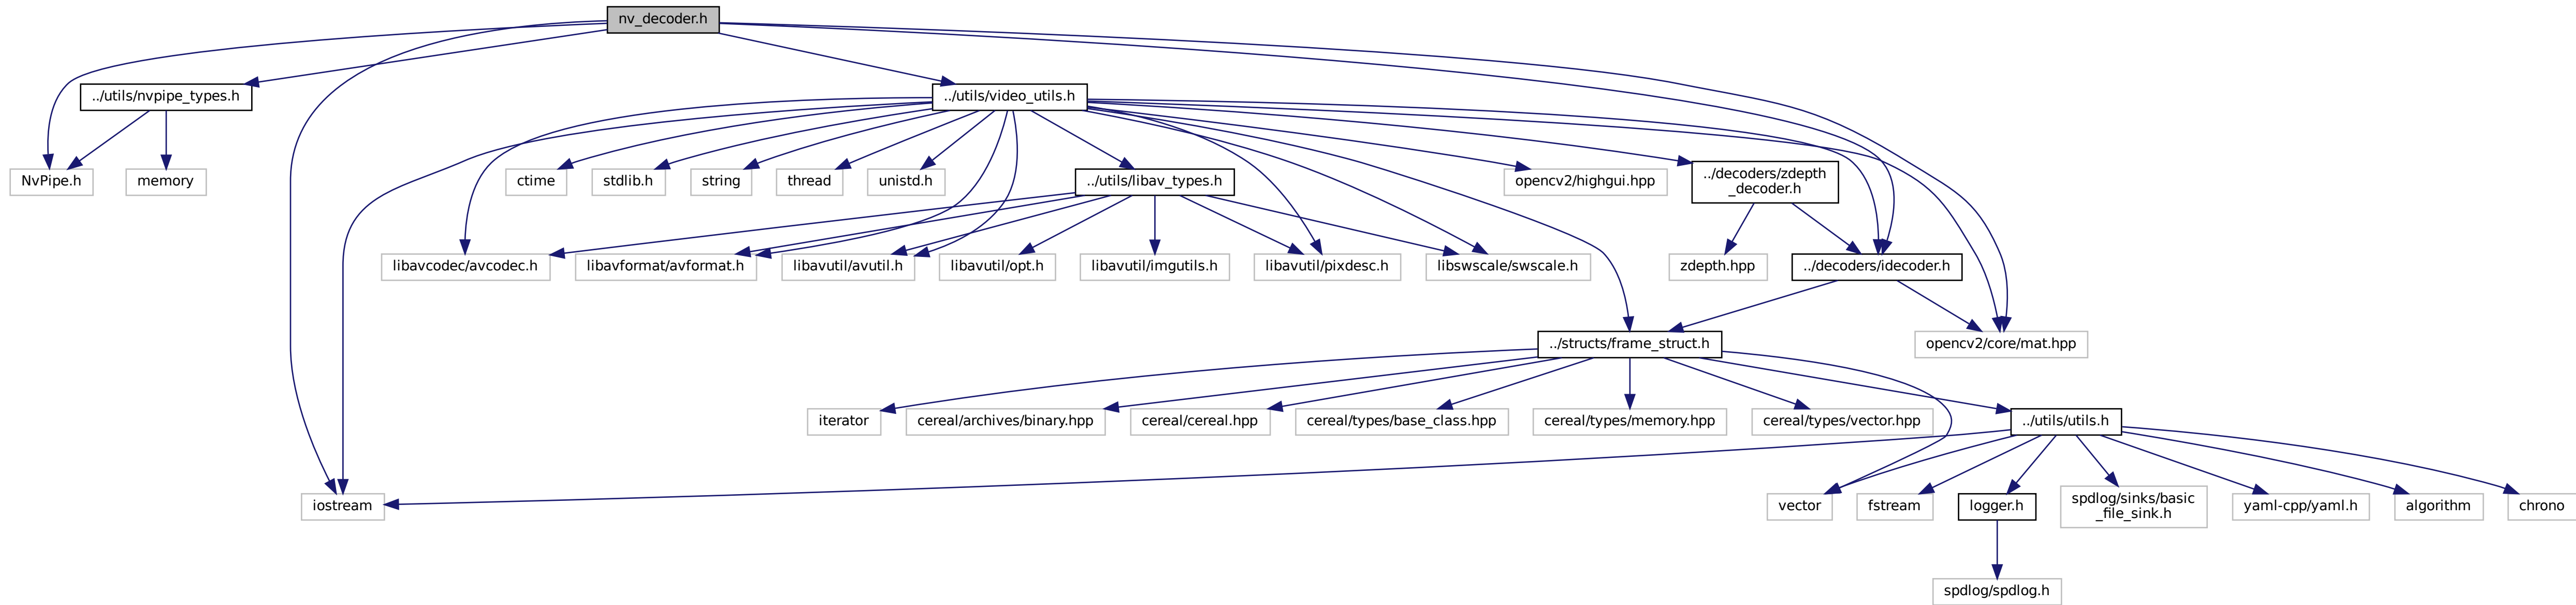 nv_decoder.h
../utils/nvpipe_types.h
../utils/video_utils.h
NvPipe.h
memory
ctime
stdlib.h
string
thread
unistd.h
../utils/libav_types.h
opencv2/highgui.hpp
../decoders/zdepth
_decoder.h
libavcodec/avcodec.h
libavformat/avformat.h
libavutil/avutil.h
libavutil/opt.h
libavutil/imgutils.h
libavutil/pixdesc.h
libswscale/swscale.h
zdepth.hpp
../decoders/idecoder.h
../structs/frame_struct.h
opencv2/core/mat.hpp
iterator
cereal/archives/binary.hpp
cereal/cereal.hpp
cereal/types/base_class.hpp
cereal/types/memory.hpp
cereal/types/vector.hpp
../utils/utils.h
iostream
vector
fstream
logger.h
spdlog/sinks/basic
_file_sink.h
yaml-cpp/yaml.h
algorithm
chrono
spdlog/spdlog.h